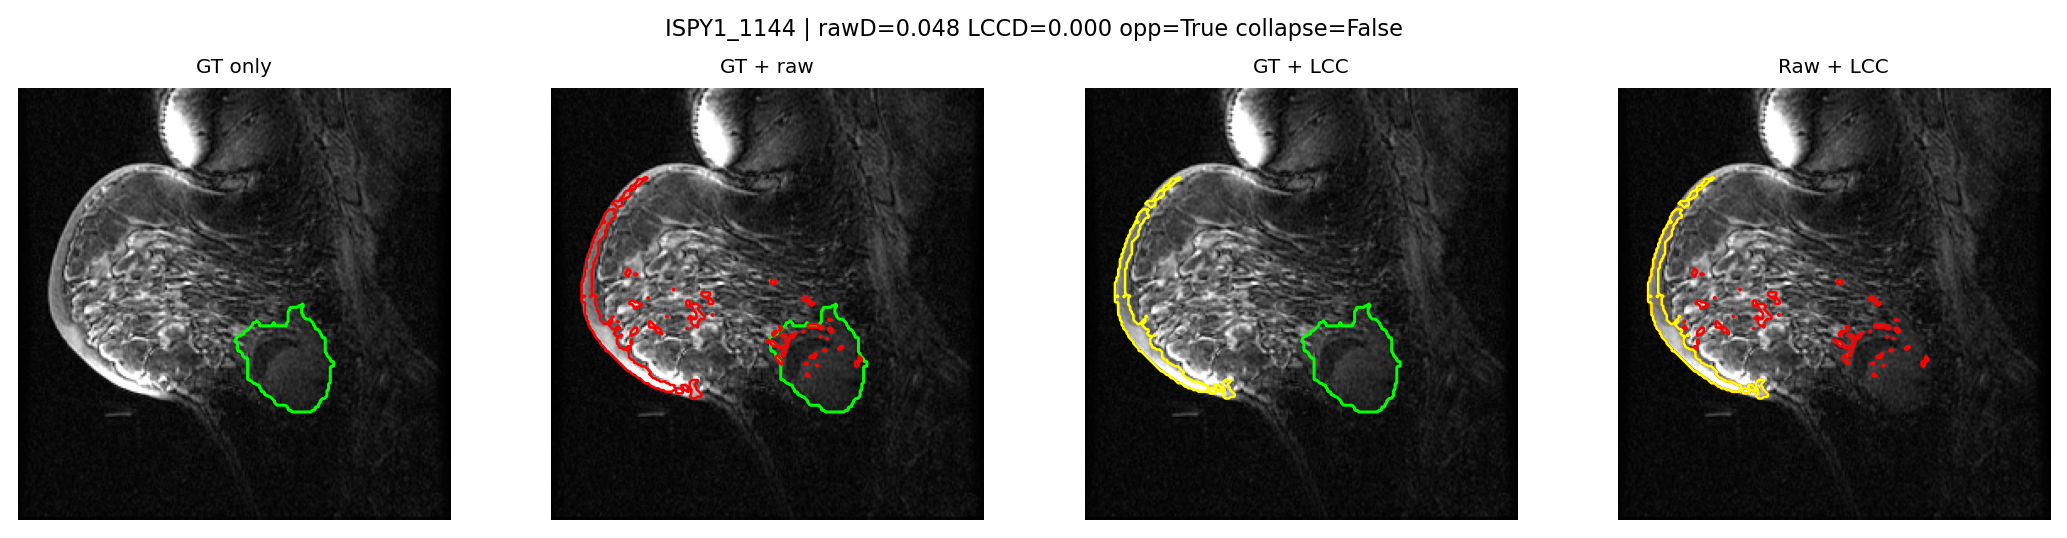 ISPY1_1144 | rawD=0.048 LCCD=0.000 opp=True collapse=False
GT only
GT + raw
GT + LCC
Raw + LCC